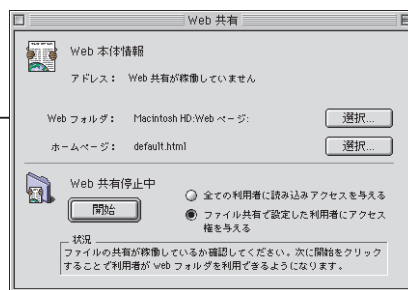 Web 共有
Web 本体情報
アドレス： Web 共有が稼働していません
Web フォルダ： Macintosh HD:Web ページ:
選択...
ホームページ： default.html
選択...
Web 共有停止中
開始
全ての利用者に読み込みアクセスを与える
ファイル共有で設定した利用者にアクセス
権を与える
状況
ファイルの共有が稼働しているか確認してください。次に開始をクリック
することで利用者が Web フォルダを利用できるようになります。